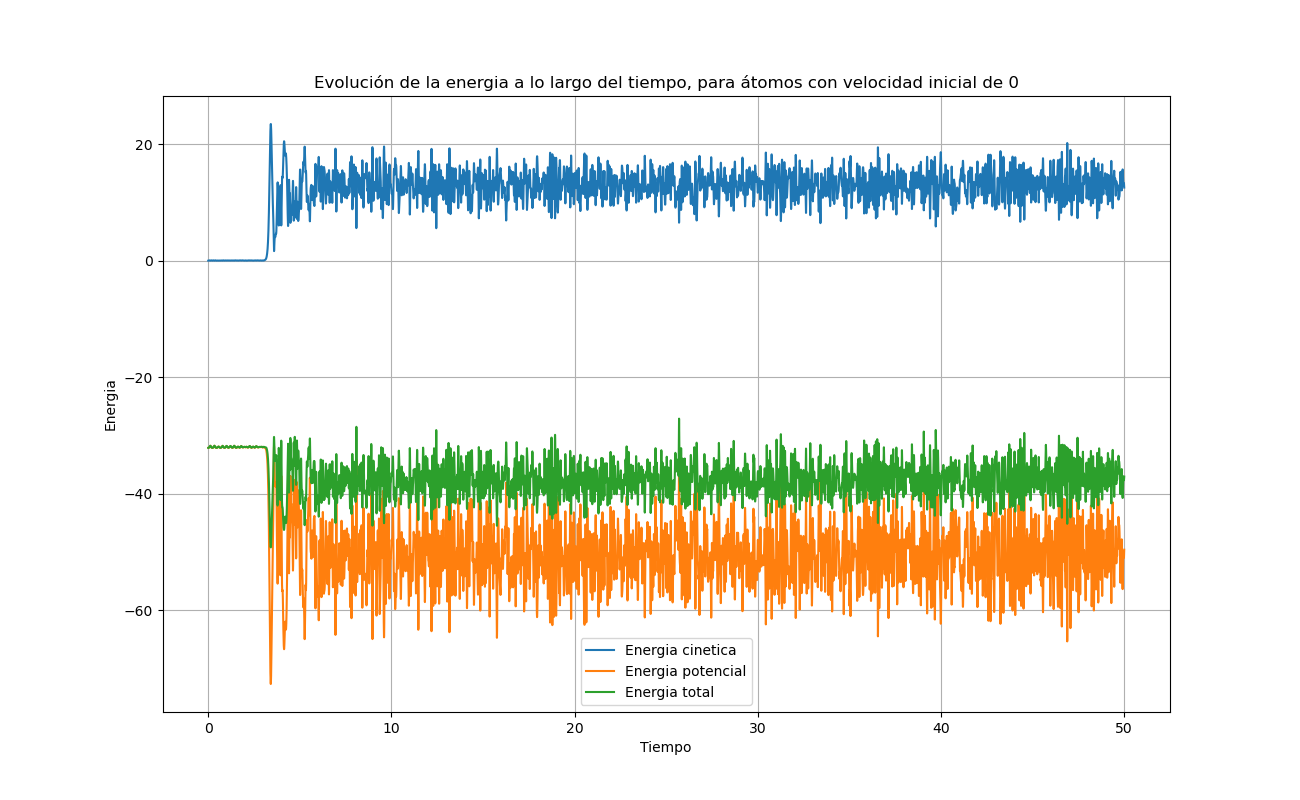 Evolución de la energia a lo largo del tiempo, para átomos con velocidad inicial de 0
20
0
−20
−40
−60
Energia
Energia cinetica
Energia potencial
Energia total
0 10 20 30 40 50
Tiempo